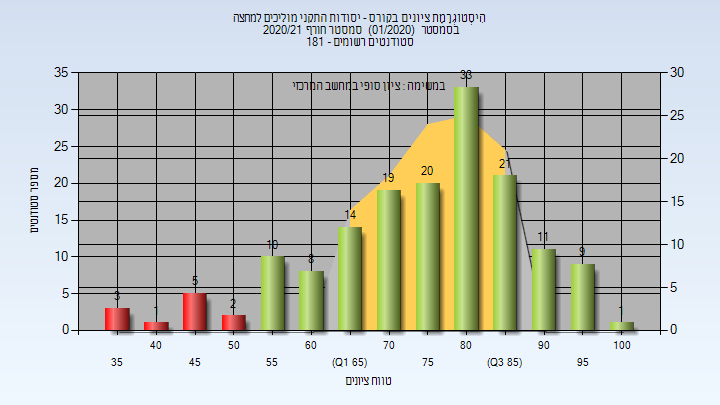 היסטוגרמת ציונים בקורס - יסודות התקני מוליכים למחצה
בסמסטר (01/2020) סמסטר חורף 2020/21
סטודנטים רשומים - 181
במשימה : ציון סופי במחשב המרכזי
מספר סטודנטים
35 30 25 20 15 10 5 0
30 25 20 15 10 5 0
3 1 5 2 10 8 14 19 20 33 21 11 9 1
40 50 60 70 80 90 100
35 45 55 (Q1 65) 75 (Q3 85) 95
טווח ציונים